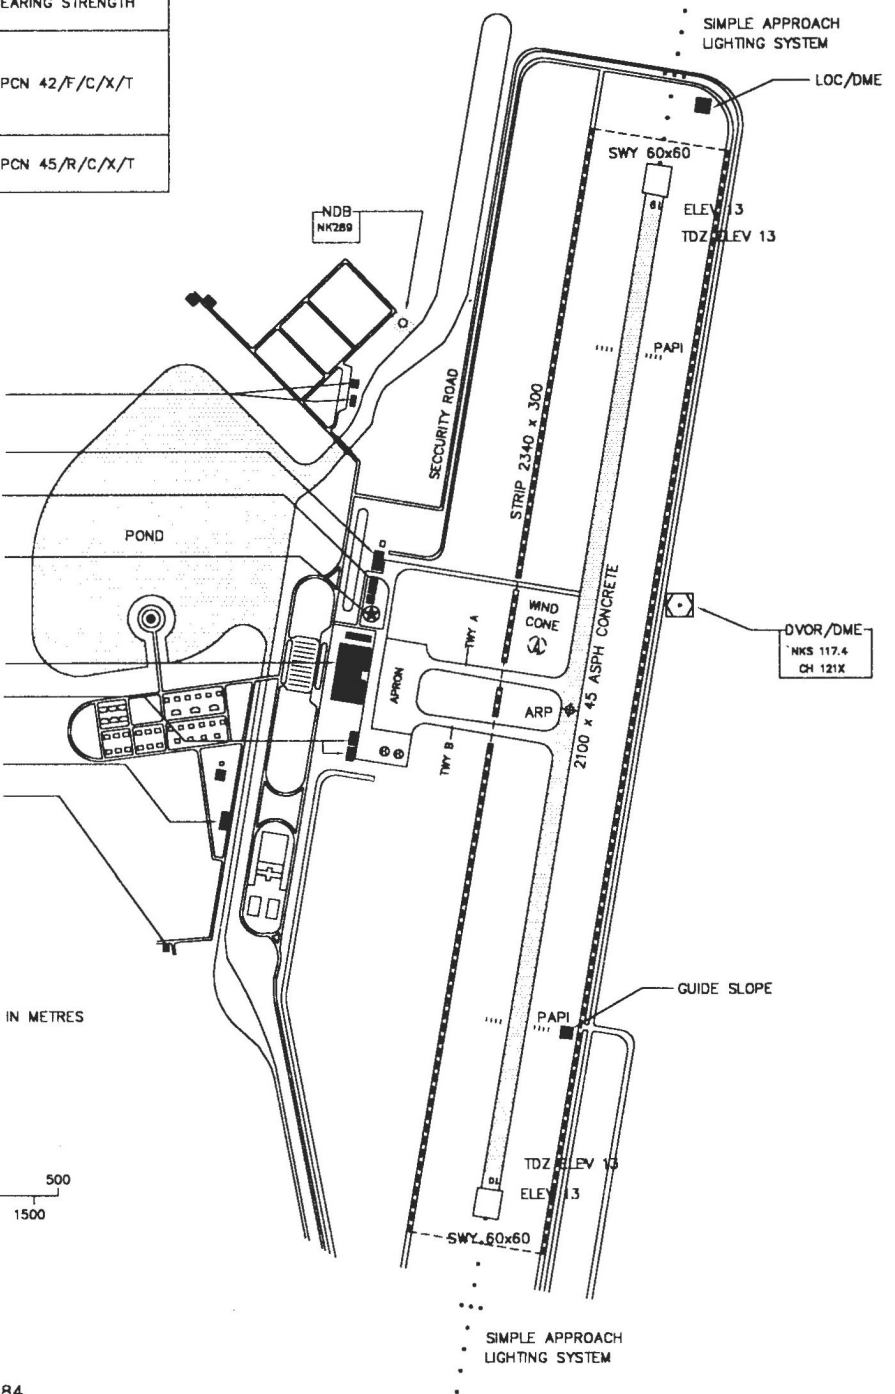 EARING STRENGTH
PCN 42/F/C/X/T
PCN 45/R/C/X/T
SIMPLE APPROACH
LIGHTING SYSTEM
LOC/DME
SWY 60x60
19
ELEV 13
TDZ ELEV 13
NDB
NK289
PAPI
SECCURITY ROAD
STRIP 2340 x 300
POND
WIND
CONE
TWY A
2100 x 45 ASPH CONCRETE
DVOR/DME
NKS 117.4
CH 121X
APRON
ARP
TWY B
GUIDE SLOPE
PAPI
IN METRES
500
1500
TDZ ELEV 13
ELEV 13
SWY 60x60
SIMPLE APPROACH
LIGHTING SYSTEM
84